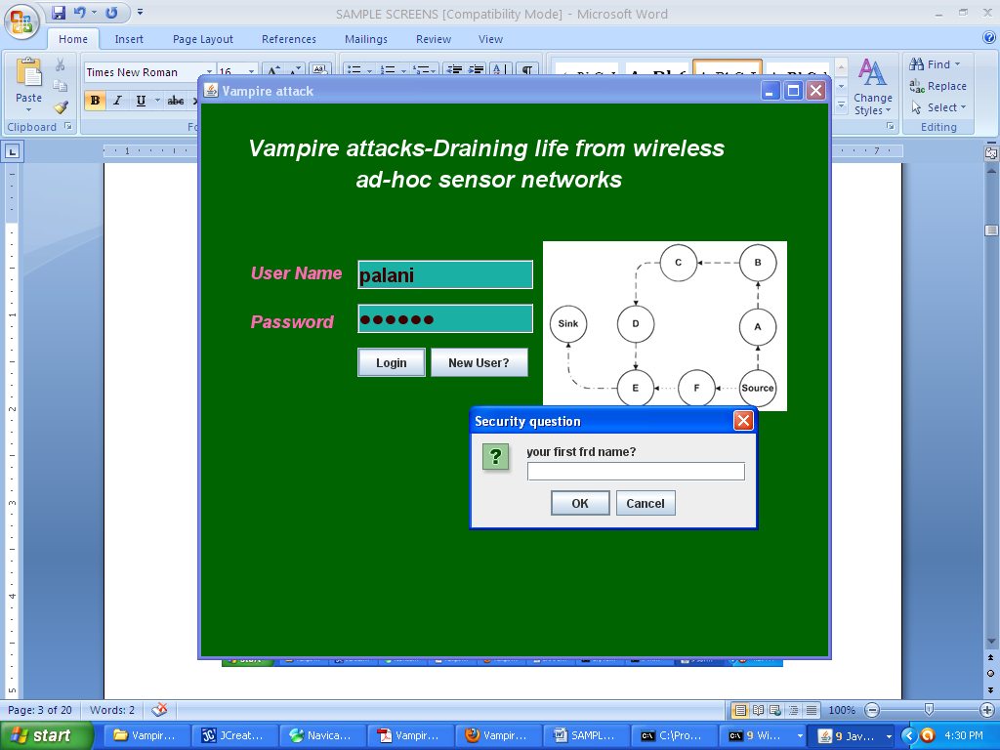 SAMPLE SCREENS [Compatibility Mode] - Microsoft Word
Home Insert Page Layout References Mailings Review View
Times New Roman 16
Paste
B I U abc
Change Styles
Find
Replace
Select
Clipboard
Editing
Vampire attack
Vampire attacks-Draining life from wireless
ad-hoc sensor networks
User Name palani
Password
Login New User?
C B
Sink D A
E F Source
Security question
?
your first frd name?
OK Cancel
Page: 3 of 20 Words: 2 100%
start Vampir... JCreat... Navica... Vampir... Vampir... SAMPL... C:\Pro... 9 Wi... 9 Jav... 4:30 PM